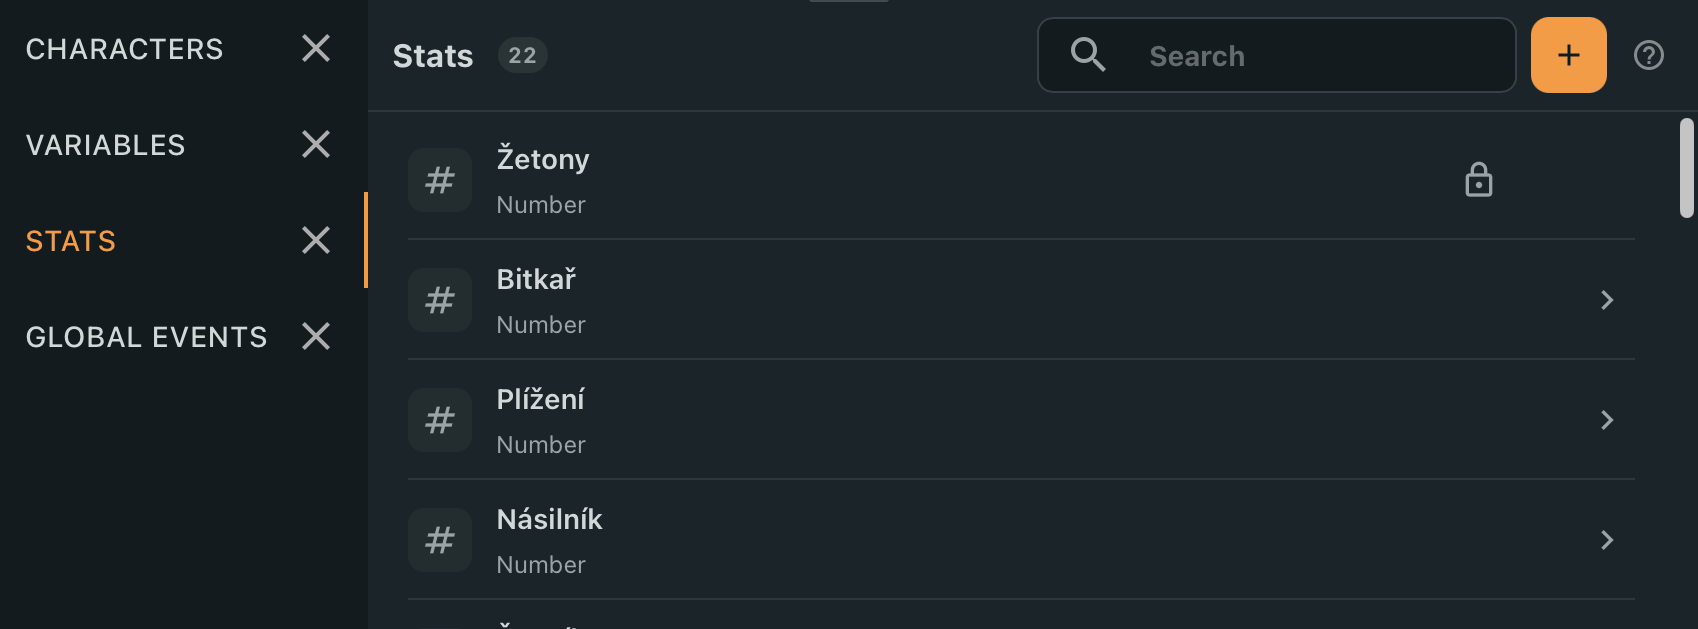 CHARACTERS
VARIABLES
STATS
GLOBAL EVENTS
Stats 22
Search
Žetony
Number
Bitkař
Number
Plížení
Number
Násilník
Number